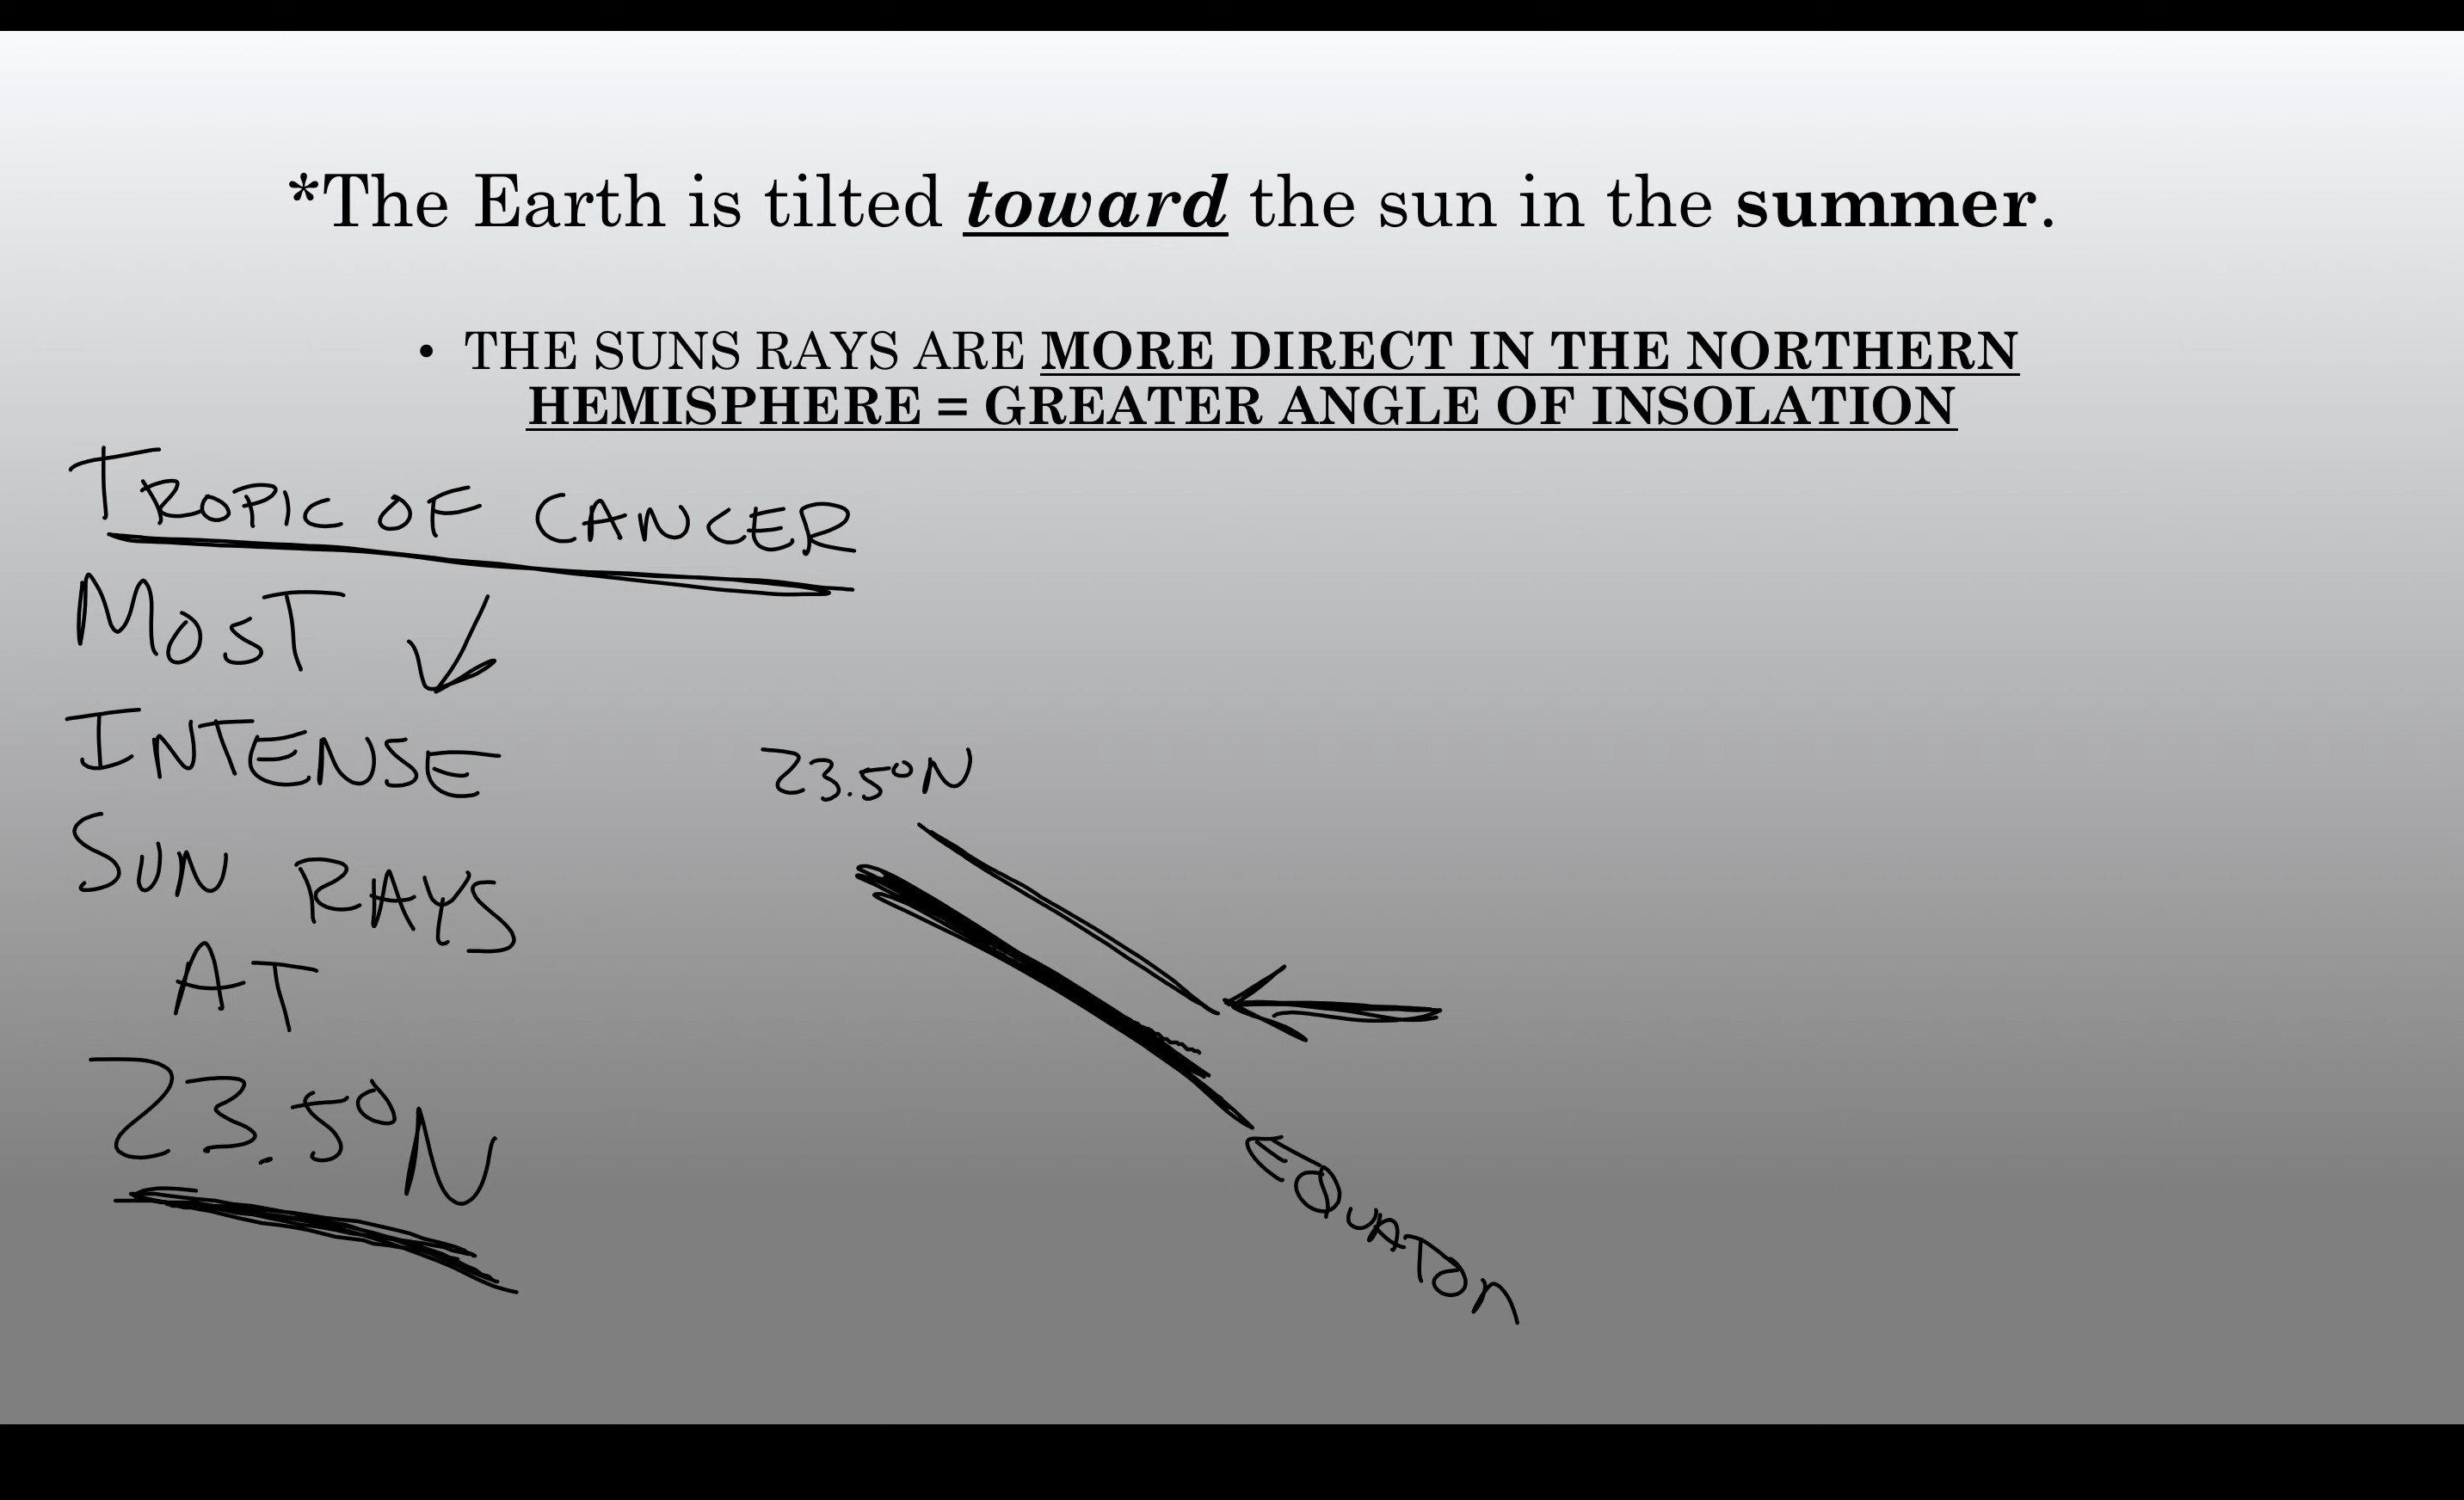 *The Earth is tilted toward the sun in the summer.
• THE SUNS RAYS ARE MORE DIRECT IN THE NORTHERN
HEMISPHERE = GREATER ANGLE OF INSOLATION
TROPIC OF CANCER
MOST
INTENSE
SUN RAYS
AT
23.5°N
23.5°N
EQUATOR